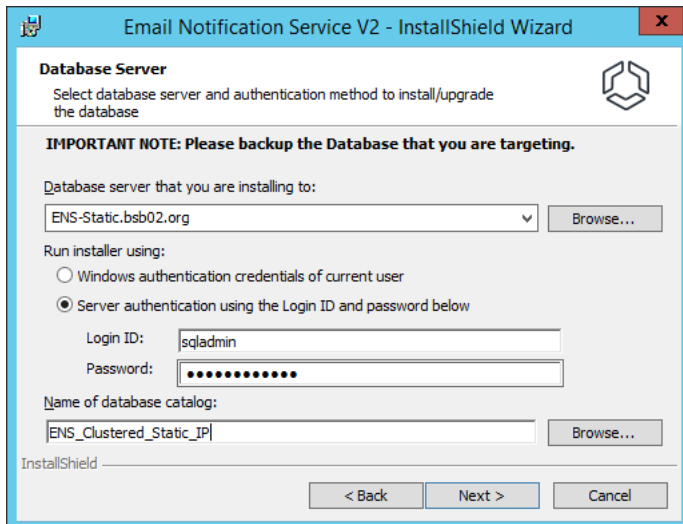 Email Notification Service V2 - InstallShield Wizard
x
Database Server
Select database server and authentication method to install/upgrade
the database
IMPORTANT NOTE: Please backup the Database that you are targeting.
Database server that you are installing to:
ENS-Static.bsb02.org
Browse...
Run installer using:
Windows authentication credentials of current user
Server authentication using the Login ID and password below
Login ID:
sqladmin
Password:
●●●●●●●●●●●●
Name of database catalog:
ENS_Clustered_Static_IP
Browse...
InstallShield
< Back
Next >
Cancel